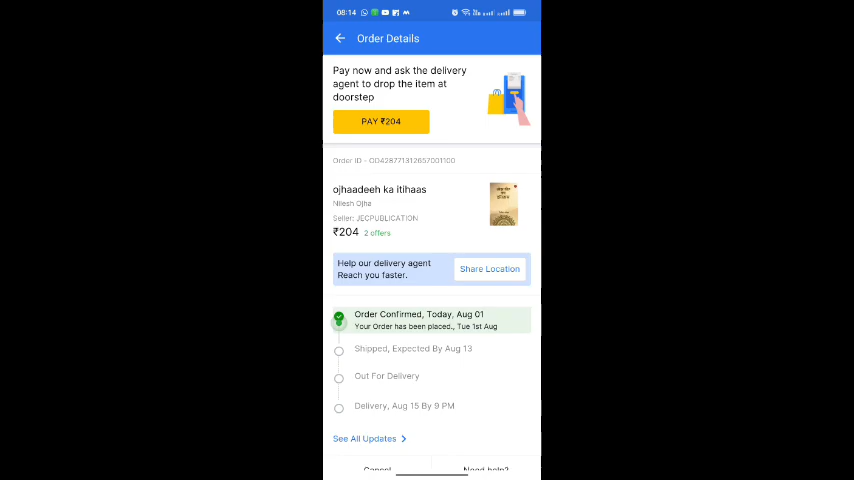 08:14
Order Details
Pay now and ask the delivery
agent to drop the item at
doorstep
PAY ₹204
Order ID - OD428771312657001100
ojhaadeeh ka itihaas
Nilesh Ojha
Seller: JECPUBLICATION
₹204 2 offers
Help our delivery agent
Reach you faster.
Share Location
Order Confirmed, Today, Aug 01
Your Order has been placed., Tue 1st Aug
Shipped, Expected By Aug 13
Out For Delivery
Delivery, Aug 15 By 9 PM
See All Updates
Cancel
Need help?